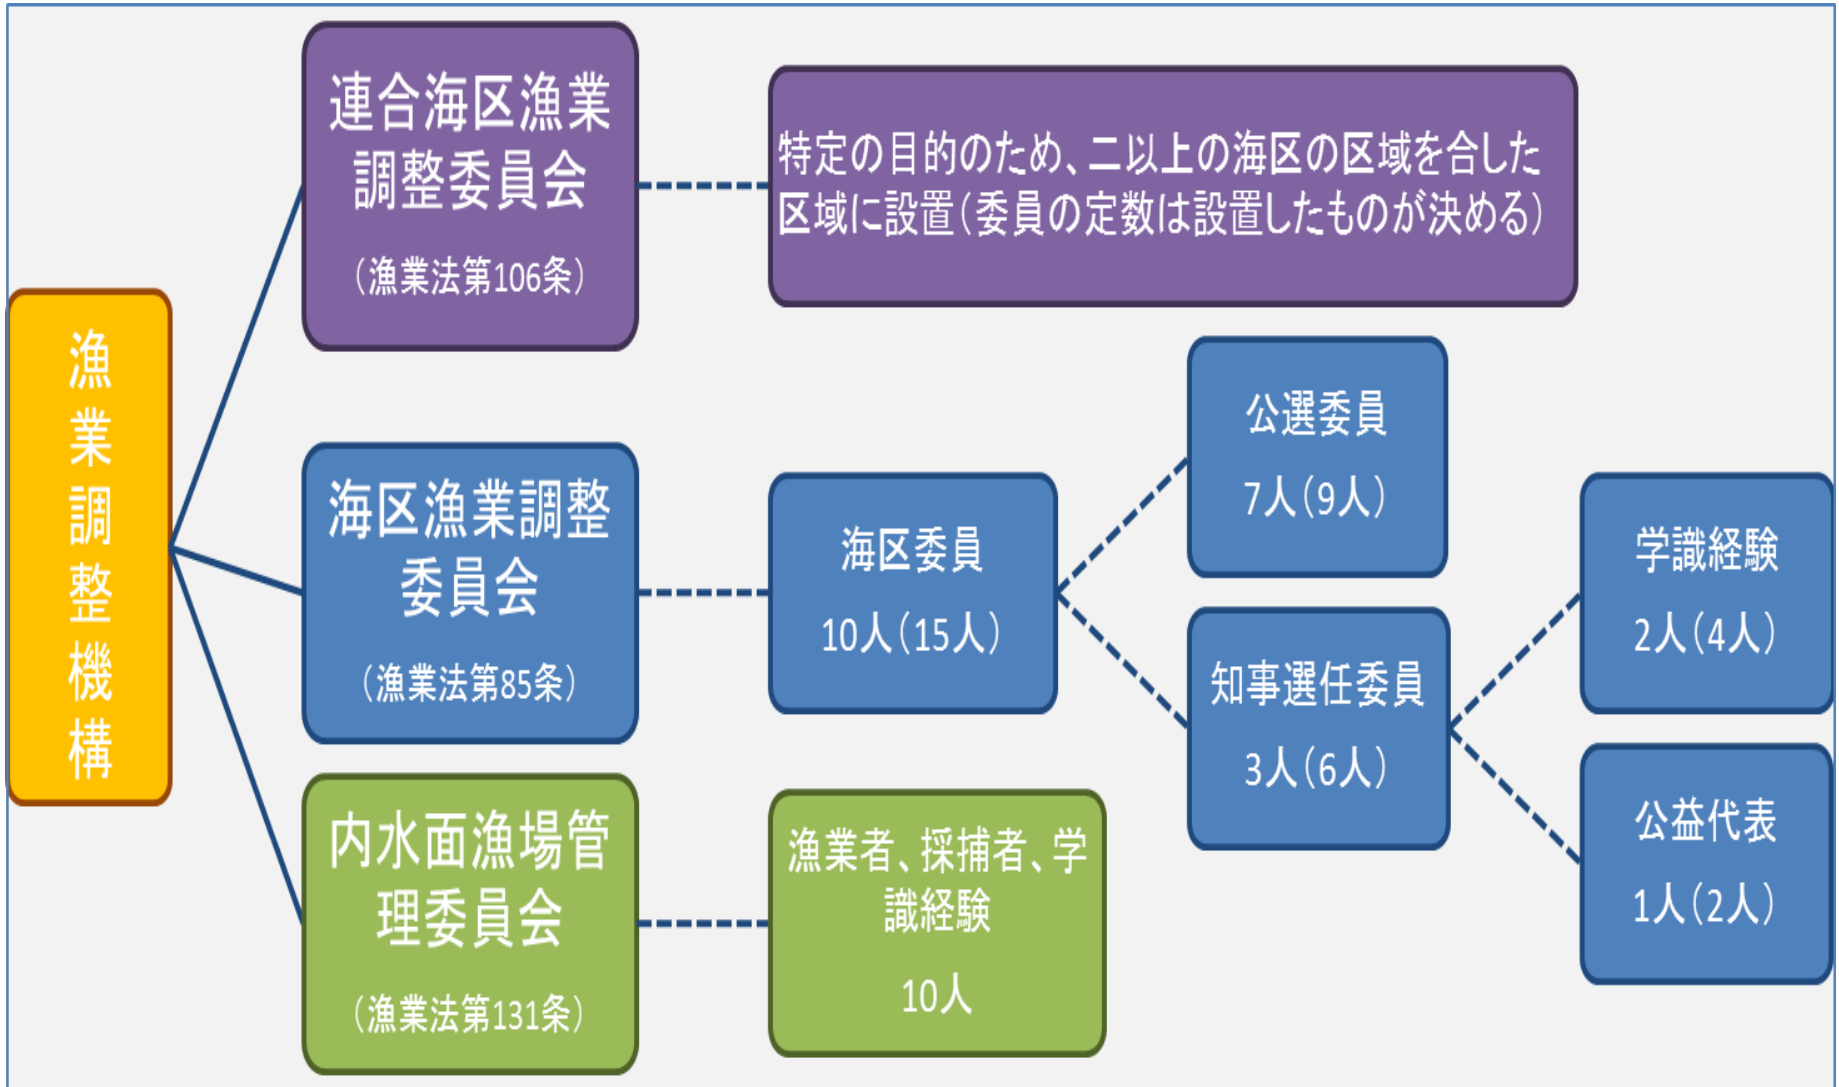 漁業調整機構
連合海区漁業
調整委員会
（漁業法第106条）
特定の目的のため、二以上の海区の区域を合した
区域に設置（委員の定数は設置したものが決める）
海区漁業調整
委員会
（漁業法第85条）
海区委員
10人（15人）
公選委員
7人（9人）
知事選任委員
3人（6人）
学識経験
2人（4人）
公益代表
1人（2人）
内水面漁場管
理委員会
（漁業法第131条）
漁業者、採捕者、学
識経験
10人